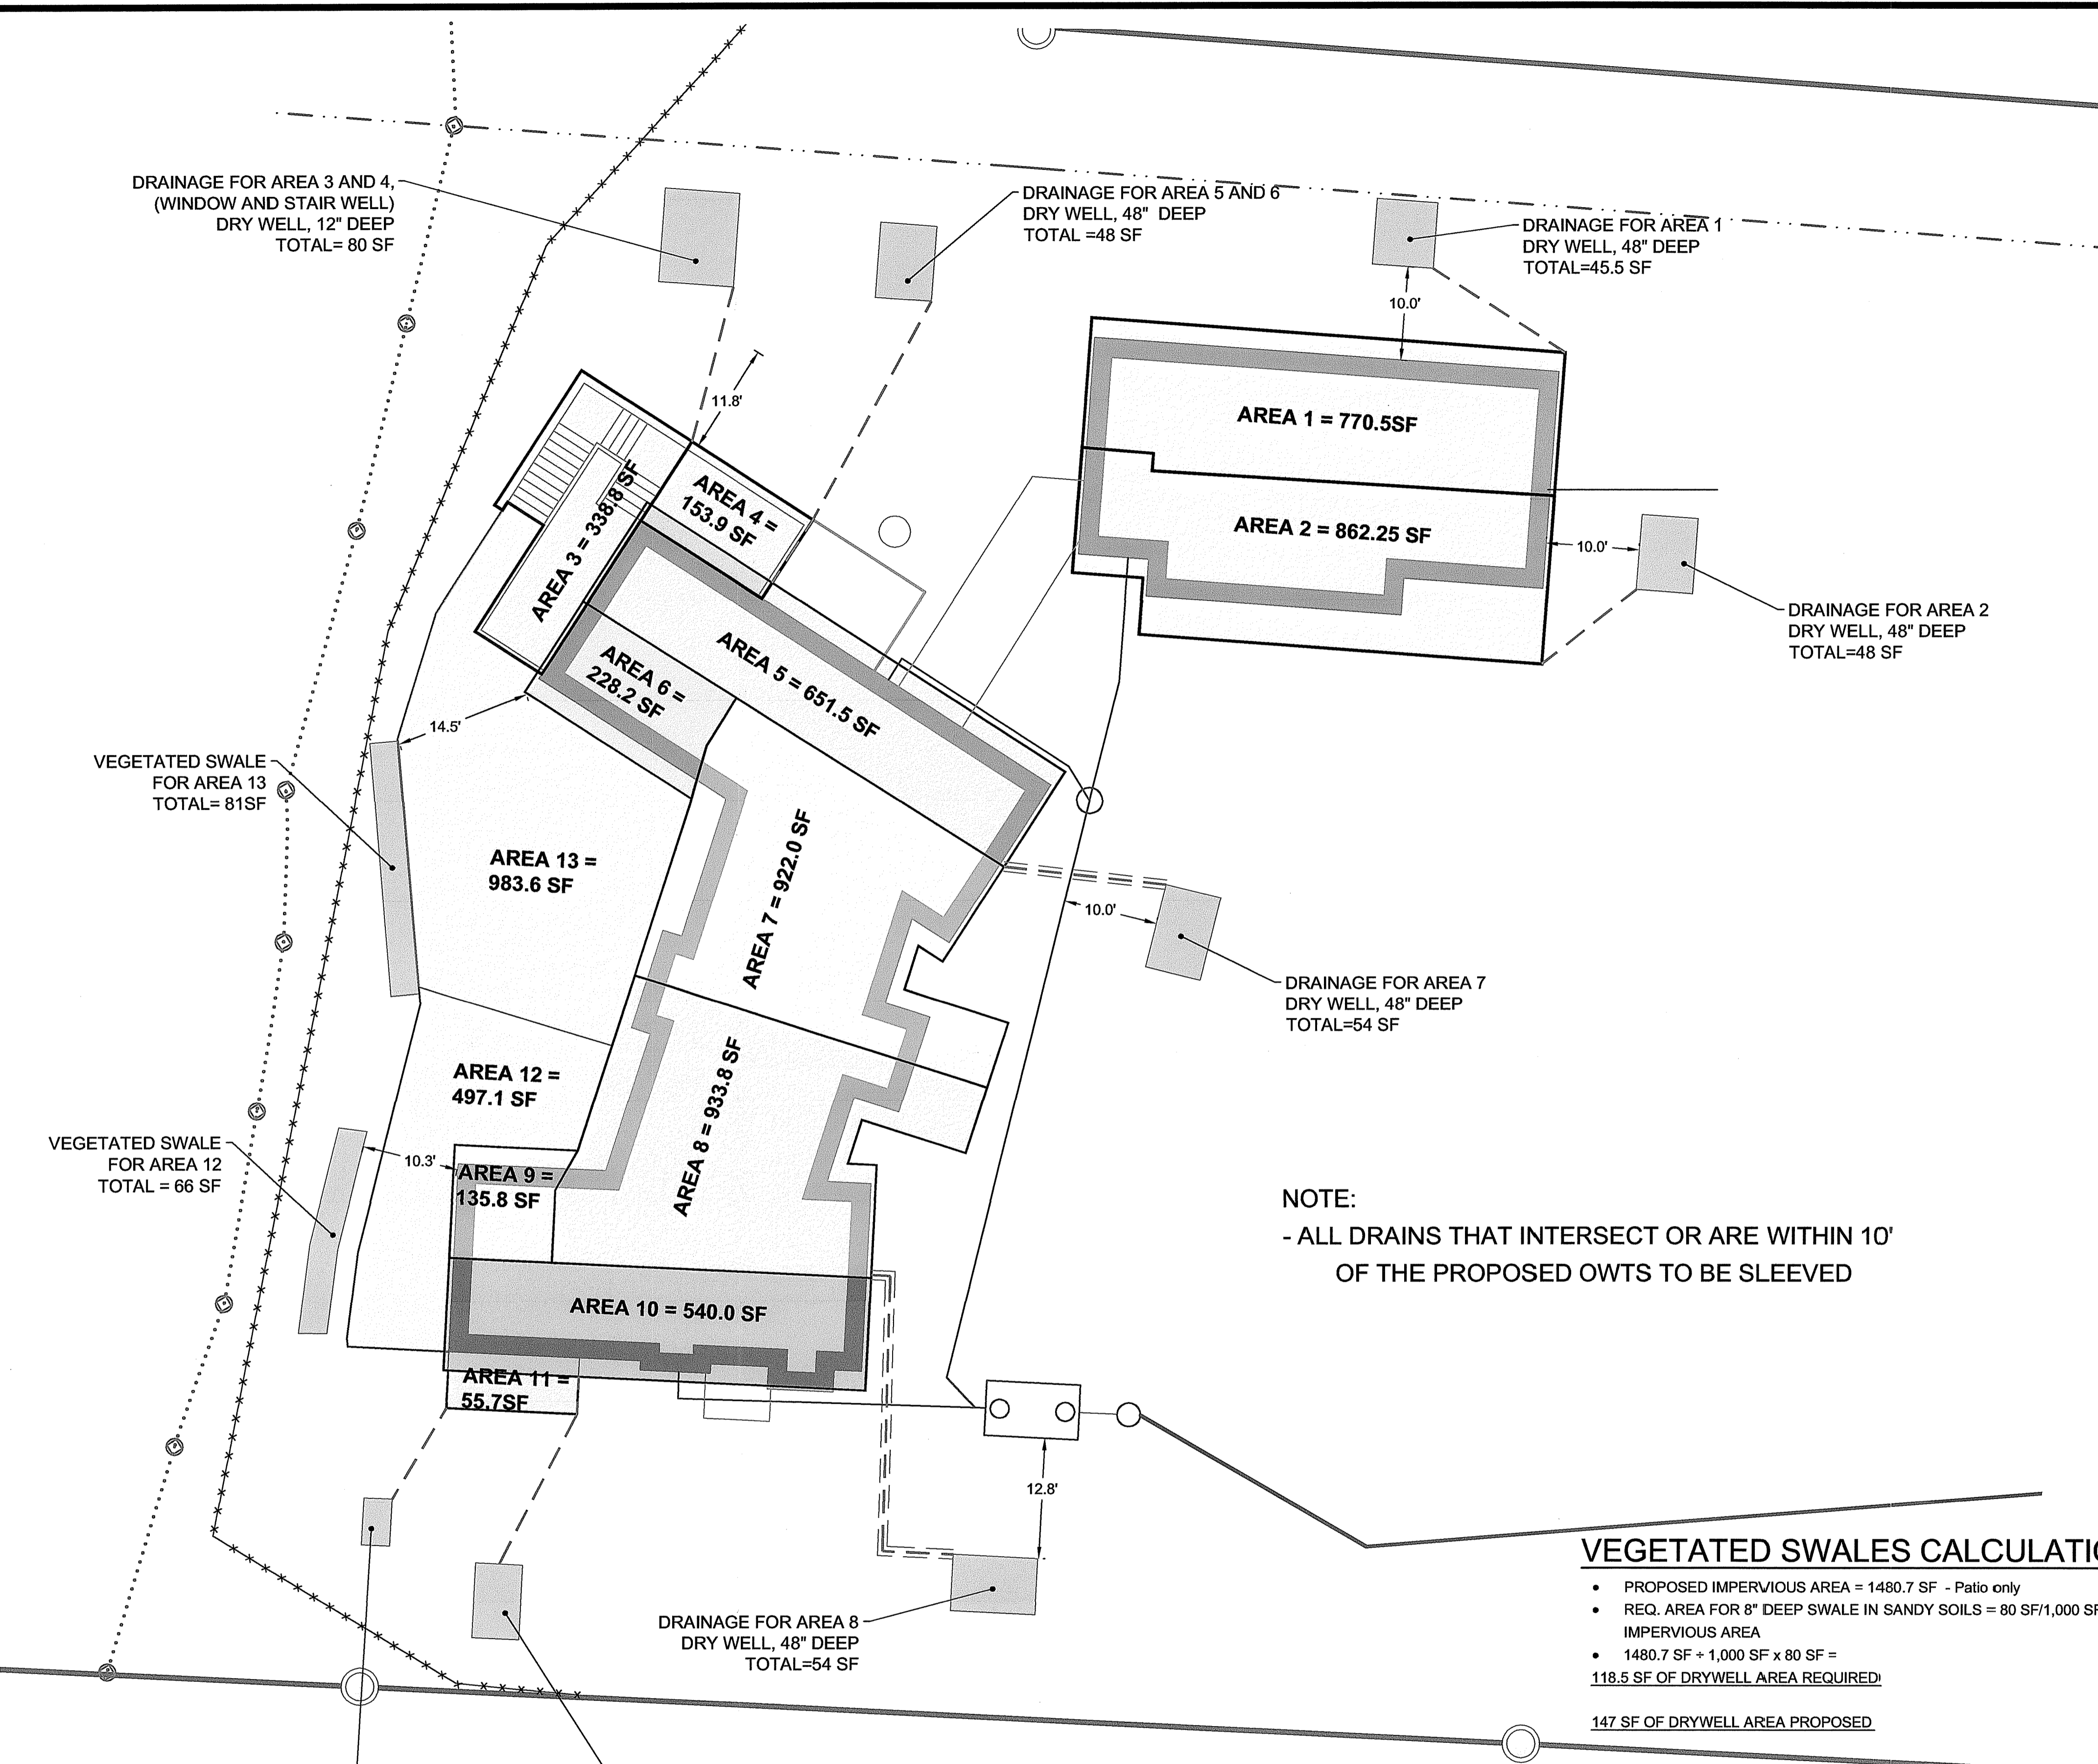 DRAINAGE FOR AREA 3 AND 4,
(WINDOW AND STAIR WELL)
DRY WELL, 12" DEEP
TOTAL= 80 SF
DRAINAGE FOR AREA 5 AND 6
DRY WELL, 48" DEEP
TOTAL =48 SF
DRAINAGE FOR AREA 1
DRY WELL, 48" DEEP
TOTAL=45.5 SF
10.0'
11.8'
AREA 1 = 770.5SF
AREA 2 = 862.25 SF
10.0'
DRAINAGE FOR AREA 2
DRY WELL, 48" DEEP
TOTAL=48 SF
AREA 3 = 338.8 SF
AREA 4 =
153.9 SF
AREA 5 = 651.5 SF
AREA 6 =
228.2 SF
14.5'
VEGETATED SWALE
FOR AREA 13
TOTAL= 81SF
AREA 13 =
983.6 SF
AREA 7 = 922.0 SF
10.0'
DRAINAGE FOR AREA 7
DRY WELL, 48" DEEP
TOTAL=54 SF
AREA 12 =
497.1 SF
AREA 8 = 933.8 SF
VEGETATED SWALE
FOR AREA 12
TOTAL = 66 SF
10.3'
AREA 9 =
135.8 SF
NOTE:
- ALL DRAINS THAT INTERSECT OR ARE WITHIN 10'
OF THE PROPOSED OWTS TO BE SLEEVED
AREA 10 = 540.0 SF
AREA 11 =
55.7SF
12.8'
DRAINAGE FOR AREA 8
DRY WELL, 48" DEEP
TOTAL=54 SF
VEGETATED SWALES CALCULATIO
• PROPOSED IMPERVIOUS AREA = 1480.7 SF - Patio only
• REQ. AREA FOR 8" DEEP SWALE IN SANDY SOILS = 80 SF/1,000 SF
IMPERVIOUS AREA
• 1480.7 SF ÷ 1,000 SF x 80 SF =
118.5 SF OF DRYWELL AREA REQUIRED
147 SF OF DRYWELL AREA PROPOSED